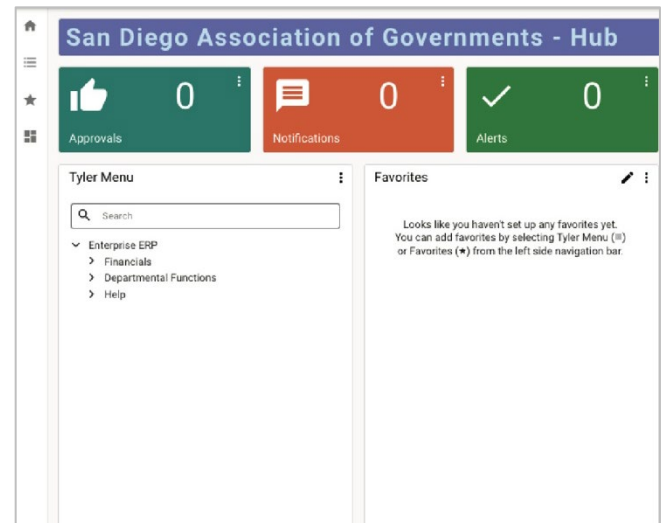 San Diego Association of Governments - Hub
0
Approvals
0
Notifications
0
Alerts
Tyler Menu
Search
Enterprise ERP
Financials
Departmental Functions
Help
Favorites
Looks like you haven't set up any favorites yet.
You can add favorites by selecting Tyler Menu (≡)
or Favorites (★) from the left side navigation bar.